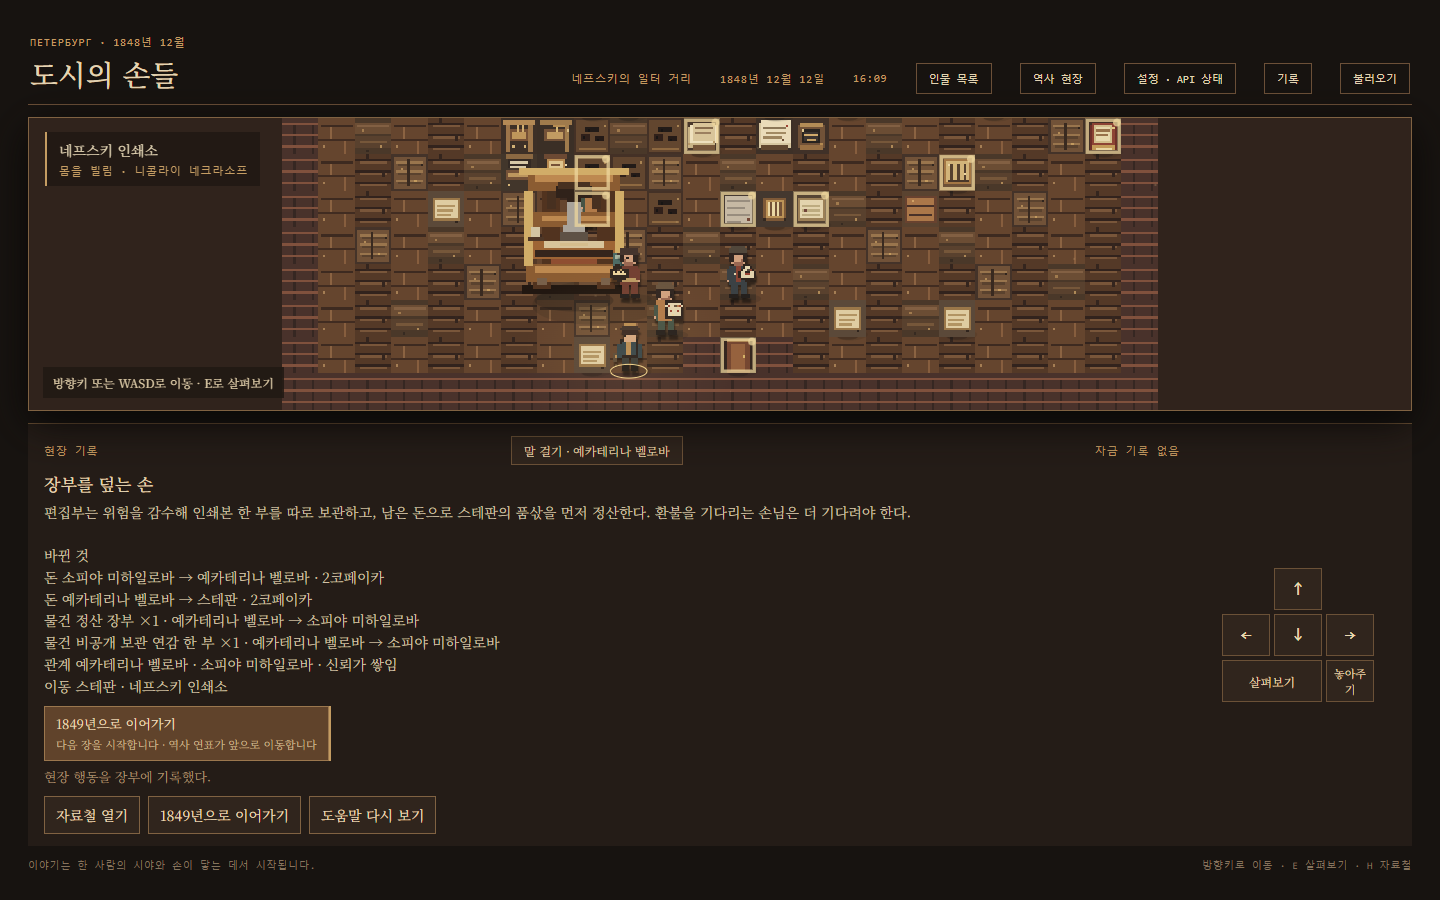 ПЕТЕРБУРГ · 1848년 12월
도시의 손들
네프스키의 일터 거리
1848년 12월 12일
16:09
인물 목록
역사 현장
설정 · API 상태
기록
불러오기
네프스키 인쇄소
몸을 빌림 · 니콜라이 네크라소프
방향키 또는 WASD로 이동 · E로 살펴보기
현장 기록
말 걸기 · 예카테리나 벨로바
자금 기록 없음
장부를 덮는 손
편집부는 위험을 감수해 인쇄본 한 부를 따로 보관하고, 남은 돈으로 스테판의 품삯을 먼저 정산한다. 환불을 기다리는 손님은 더 기다려야 한다.
바뀐 것
돈 소피야 미하일로바 → 예카테리나 벨로바 · 2코페이카
돈 예카테리나 벨로바 → 스테판 · 2코페이카
물건 정산 장부 ×1 · 예카테리나 벨로바 → 소피야 미하일로바
물건 비공개 보관 연감 한 부 ×1 · 예카테리나 벨로바 → 소피야 미하일로바
관계 예카테리나 벨로바 · 소피야 미하일로바 · 신뢰가 쌓임
이동 스테판 · 네프스키 인쇄소
↑
← ↓ →
살펴보기
놓아주
기
1849년으로 이어가기
다음 장을 시작합니다 · 역사 연표가 앞으로 이동합니다
현장 행동을 장부에 기록했다.
자료철 열기
1849년으로 이어가기
도움말 다시 보기
이야기는 한 사람의 시야와 손이 닿는 데서 시작됩니다.
방향키로 이동 · E 살펴보기 · H 자료철